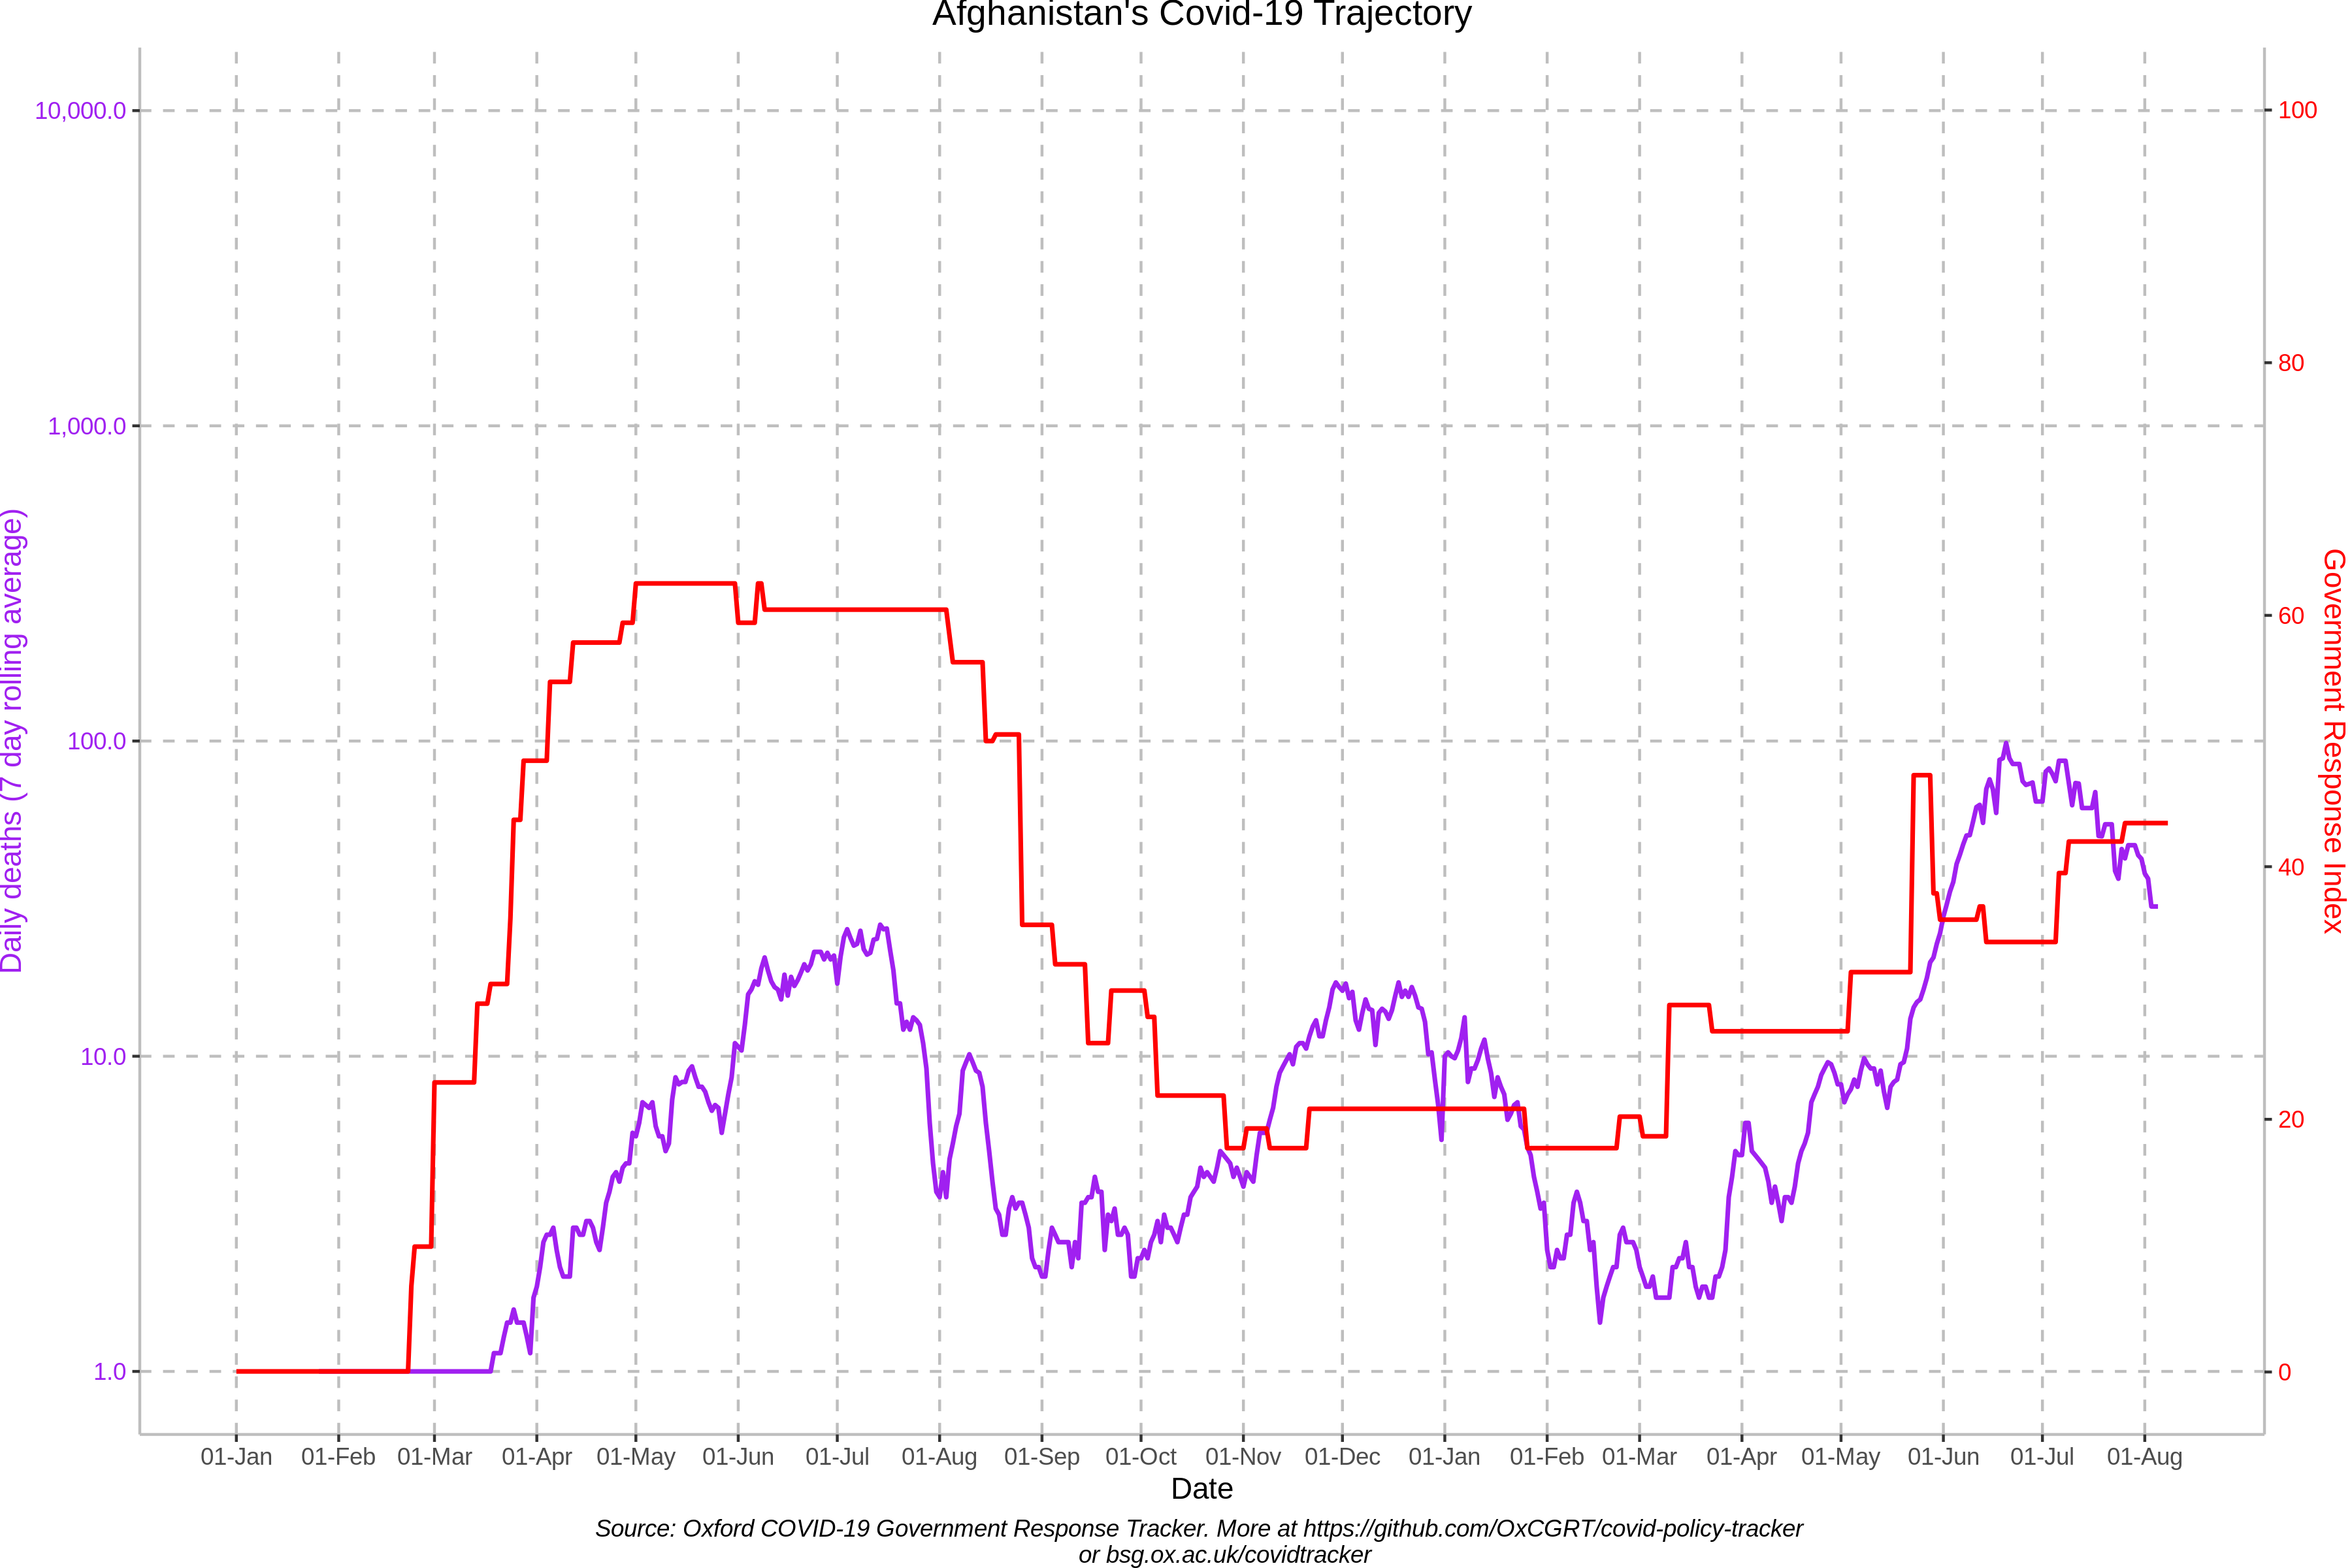 Afghanistan's Covid-19 Trajectory
10,000.0
1,000.0
100.0
10.0
1.0
Daily deaths (7 day rolling average)
100
80
60
40
20
0
Government Response Index
01-Jan 01-Feb 01-Mar 01-Apr 01-May 01-Jun 01-Jul 01-Aug 01-Sep 01-Oct 01-Nov 01-Dec 01-Jan 01-Feb 01-Mar 01-Apr 01-May 01-Jun 01-Jul 01-Aug
Date
Source: Oxford COVID-19 Government Response Tracker. More at https://github.com/OxCGRT/covid-policy-tracker
or bsg.ox.ac.uk/covidtracker